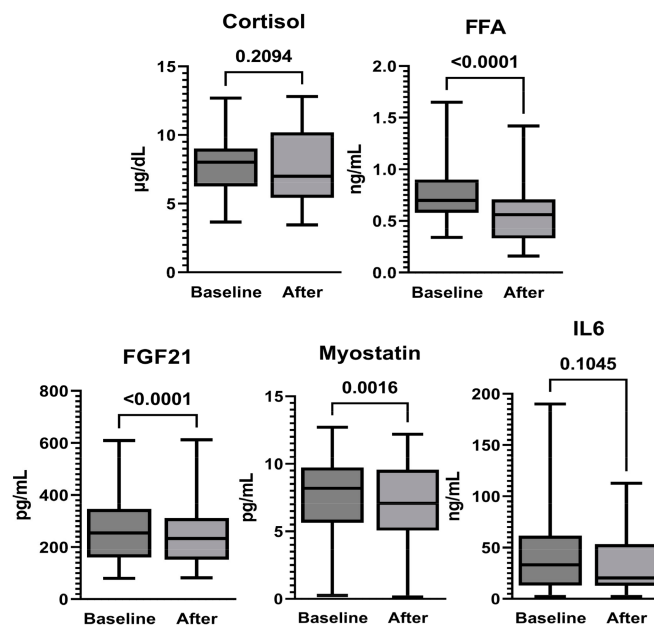 Cortisol
0.2094
15
10
5
0
µg/dL
Baseline After
FFA
<0.0001
2.0
1.5
1.0
0.5
0.0
ng/mL
Baseline After
FGF21
<0.0001
800
600
400
200
0
pg/mL
Baseline After
Myostatin
0.0016
15
10
5
0
pg/mL
Baseline After
IL6
0.1045
200
150
100
50
0
ng/mL
Baseline After